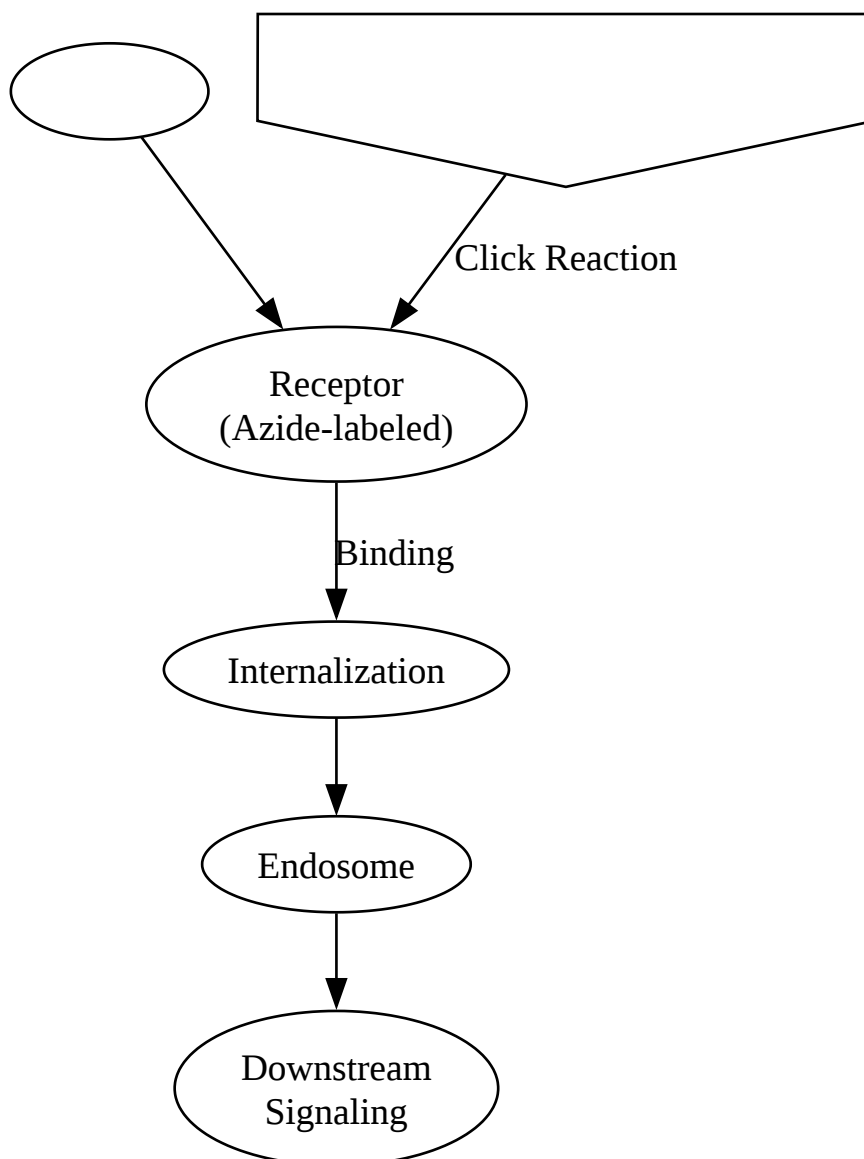 Click Reaction
Receptor
(Azide-labeled)
Binding
Internalization
Endosome
Downstream
Signaling